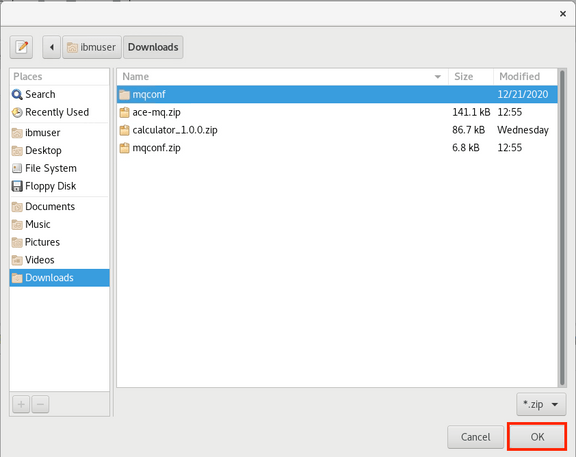 ibmuser Downloads
Places
Search
Recently Used
ibmuser
Desktop
File System
Floppy Disk
Documents
Music
Pictures
Videos
Downloads
Name Size Modified
mqconf 12/21/2020
ace-mq.zip 141.1 kB 12:55
calculator_1.0.0.zip 86.7 kB Wednesday
mqconf.zip 6.8 kB 12:55
*.zip
Cancel OK